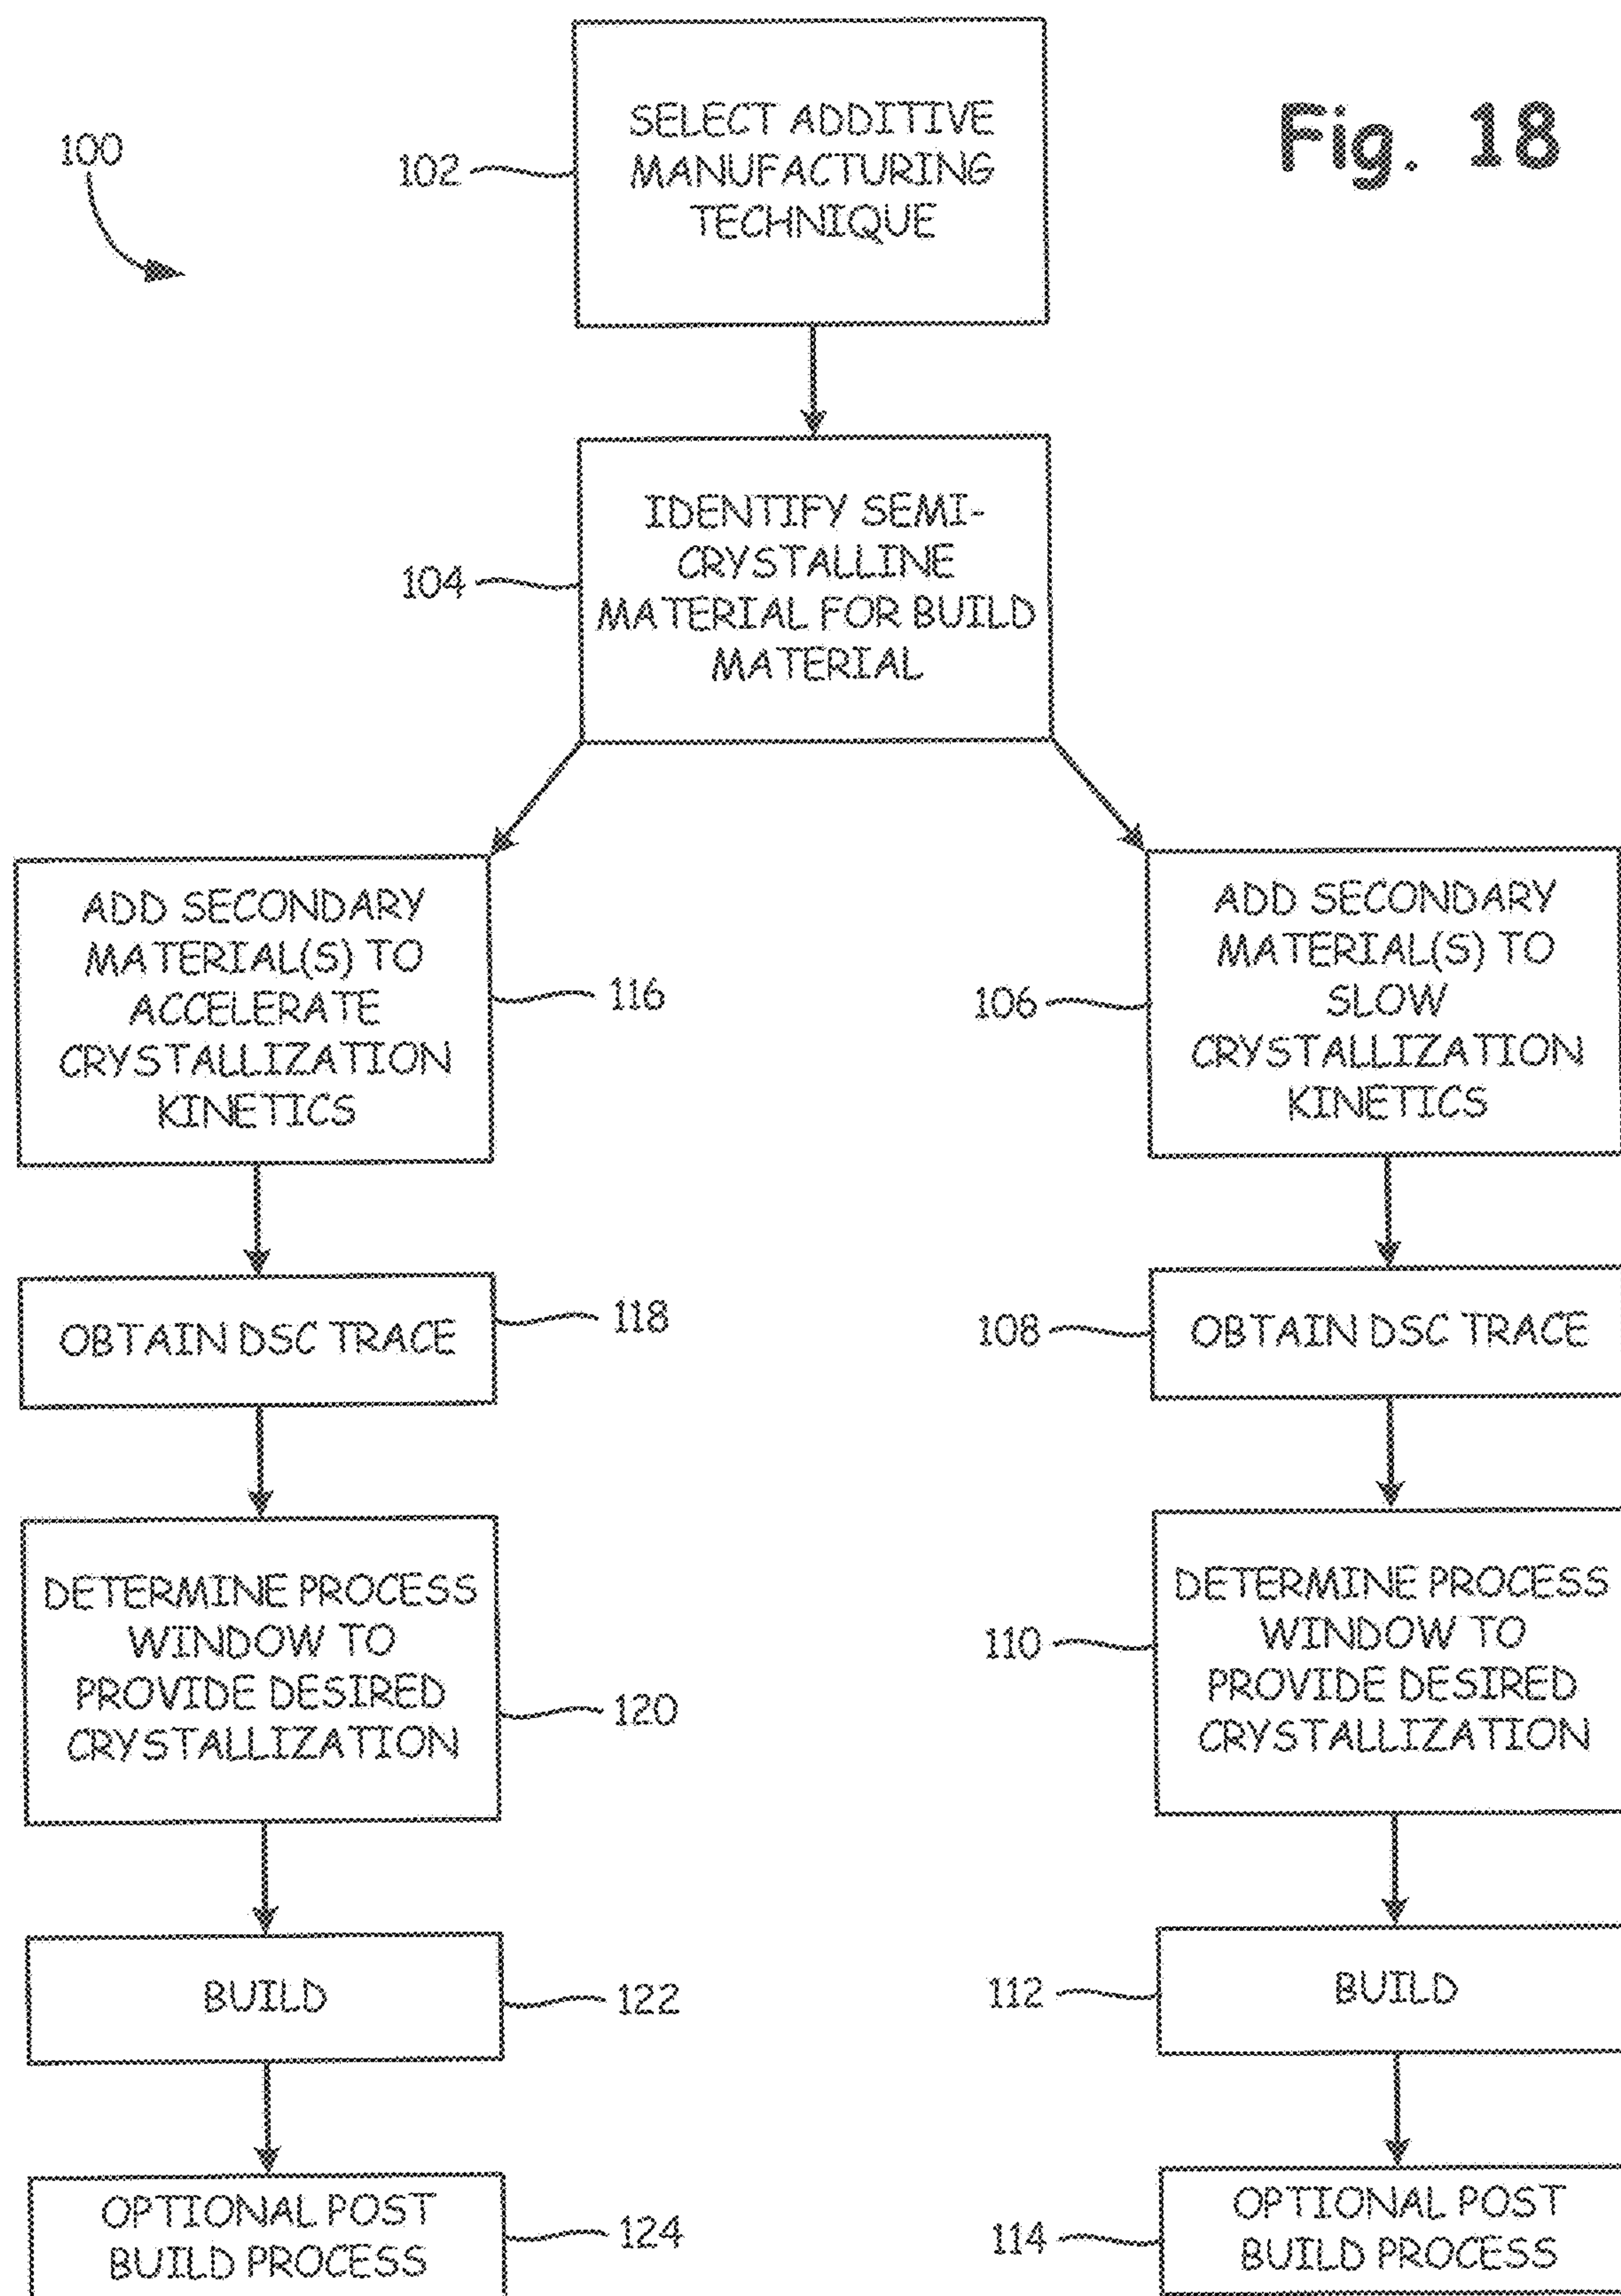 Fig. 18
100
102
SELECT ADDITIVE
MANUFACTURING
TECHNIQUE
104
IDENTIFY SEMI-
CRYSTALLINE
MATERIAL FOR BUILD
MATERIAL
ADD SECONDARY
MATERIAL(S) TO
ACCELERATE
CRYSTALLIZATION
KINETICS
116
OBTAIN DSC TRACE
118
DETERMINE PROCESS
WINDOW TO
PROVIDE DESIRED
CRYSTALLIZATION
120
BUILD
122
OPTIONAL POST
BUILD PROCESS
124
106
ADD SECONDARY
MATERIAL(S) TO
SLOW
CRYSTALLIZATION
KINETICS
108
OBTAIN DSC TRACE
110
DETERMINE PROCESS
WINDOW TO
PROVIDE DESIRED
CRYSTALLIZATION
112
BUILD
114
OPTIONAL POST
BUILD PROCESS